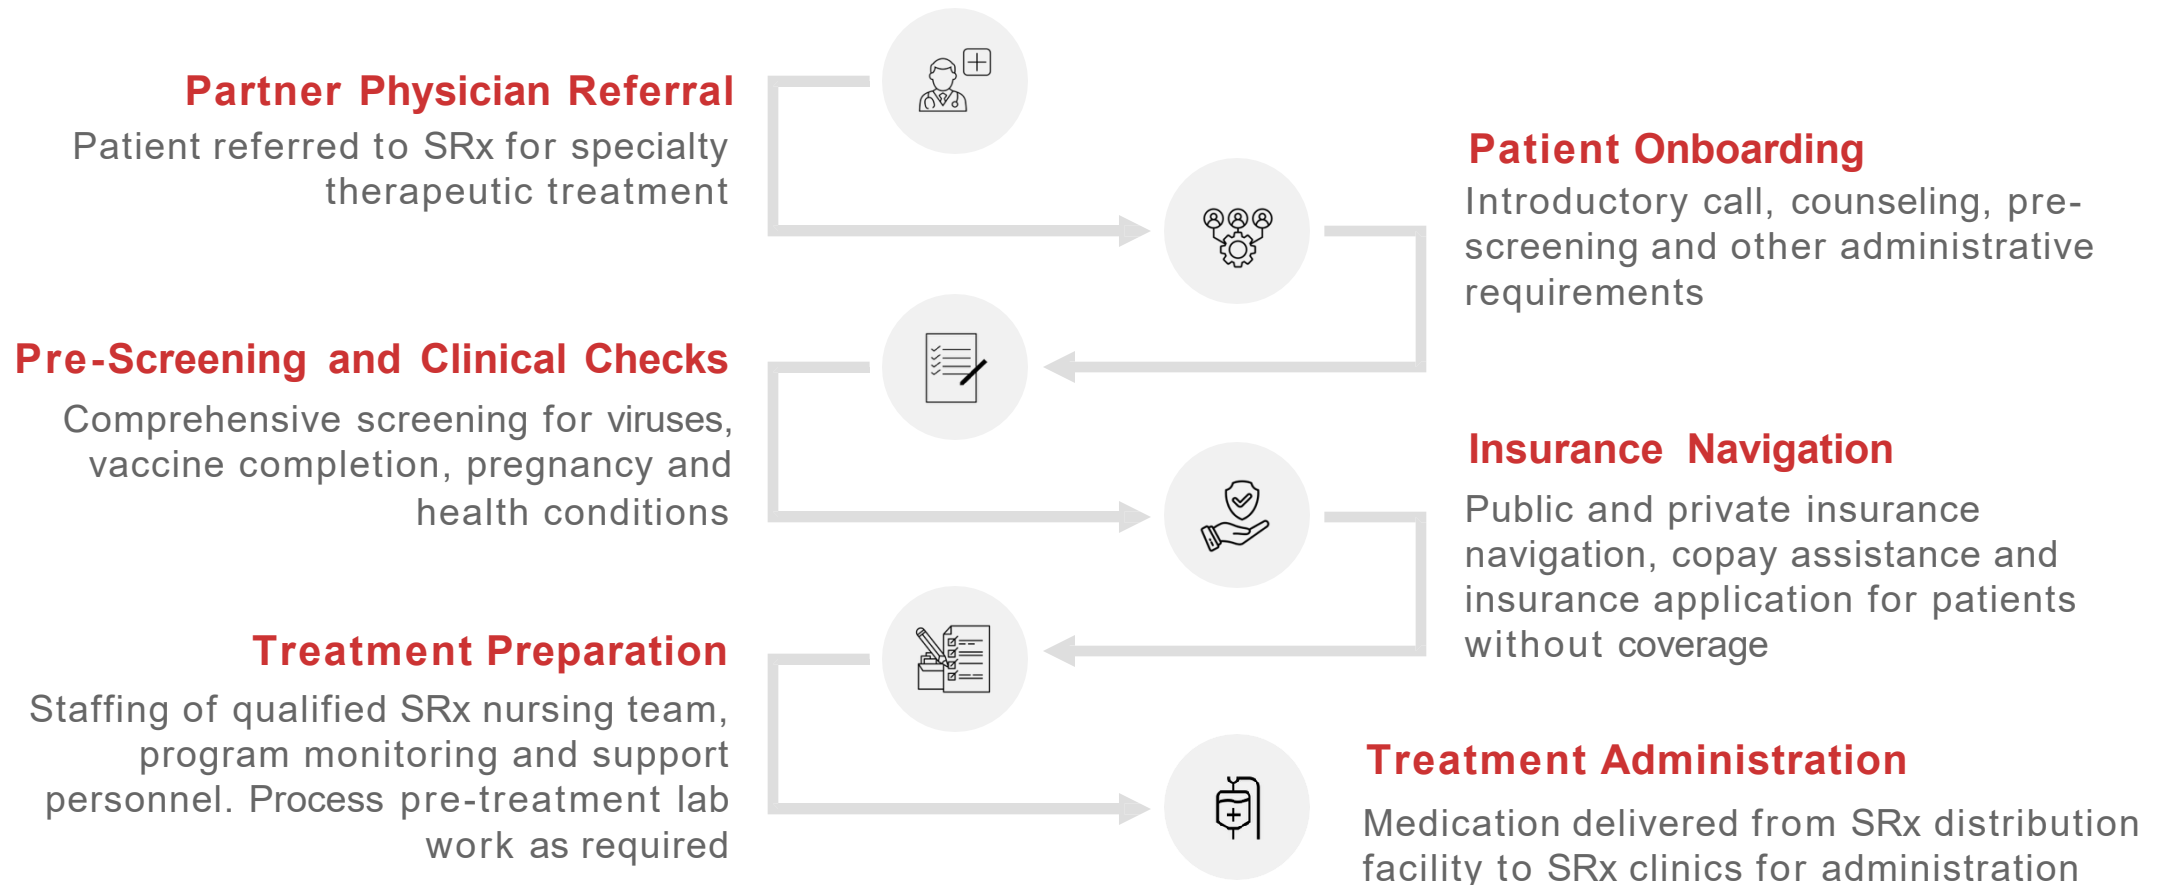 Partner Physician Referral
Patient referred to SRx for specialty
therapeutic treatment
Patient Onboarding
Introductory call, counseling, pre-
screening and other administrative
requirements
Pre-Screening and Clinical Checks
Comprehensive screening for viruses,
vaccine completion, pregnancy and
health conditions
Insurance Navigation
Public and private insurance
navigation, copay assistance and
insurance application for patients
without coverage
Treatment Preparation
Staffing of qualified SRx nursing team,
program monitoring and support
personnel. Process pre-treatment lab
work as required
Treatment Administration
Medication delivered from SRx distribution
facility to SRx clinics for administration